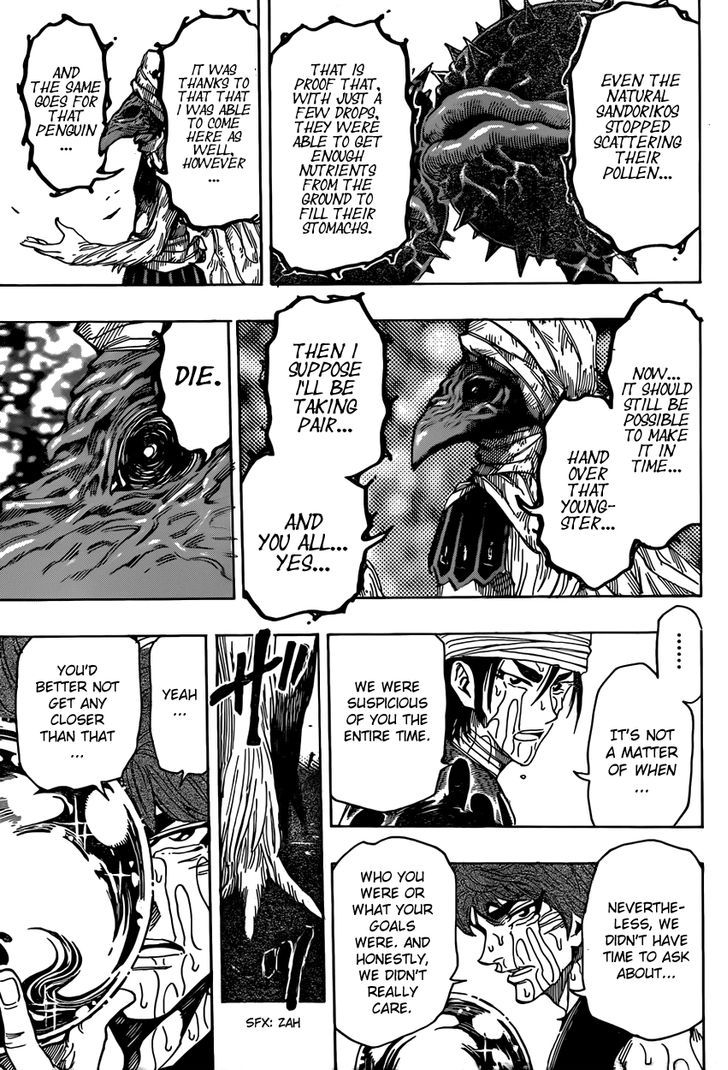 EVEN THE
NATURAL
SANDORIKOS
STOPPED
SCATTERING
THEIR
POLLEN...
THAT IS
PROOF THAT,
WITH JUST A
FEW DROPS,
THEY WERE
ABLE TO GET
ENOUGH
NUTRIENTS
FROM THE
GROUND TO
FILL THEIR
STOMACHS.
IT WAS
THANKS TO
THAT THAT
I WAS ABLE
TO COME
HERE AS
WELL,
HOWEVER
...
AND
THE SAME
GOES FOR
THAT
PENGUIN
...
NOW...
IT SHOULD
STILL BE
POSSIBLE
TO MAKE
IT IN
TIME...
HAND
OVER
THAT
YOUNG-
STER...
THEN I
SUPPOSE
I'LL BE
TAKING
PAIR...
AND
YOU ALL...
YES...
DIE.
.......
IT'S NOT
A MATTER
OF WHEN
...
WE WERE
SUSPICIOUS
OF YOU THE
ENTIRE TIME.
NEVERTHE-
LESS, WE
DIDN'T HAVE
TIME TO ASK
ABOUT...
WHO YOU
WERE OR
WHAT YOUR
GOALS
WERE. AND
HONESTLY,
WE DIDN'T
REALLY
CARE.
ザッ
SFX: ZAH
YEAH
...
YOU'D
BETTER NOT
GET ANY
CLOSER
THAN THAT
...